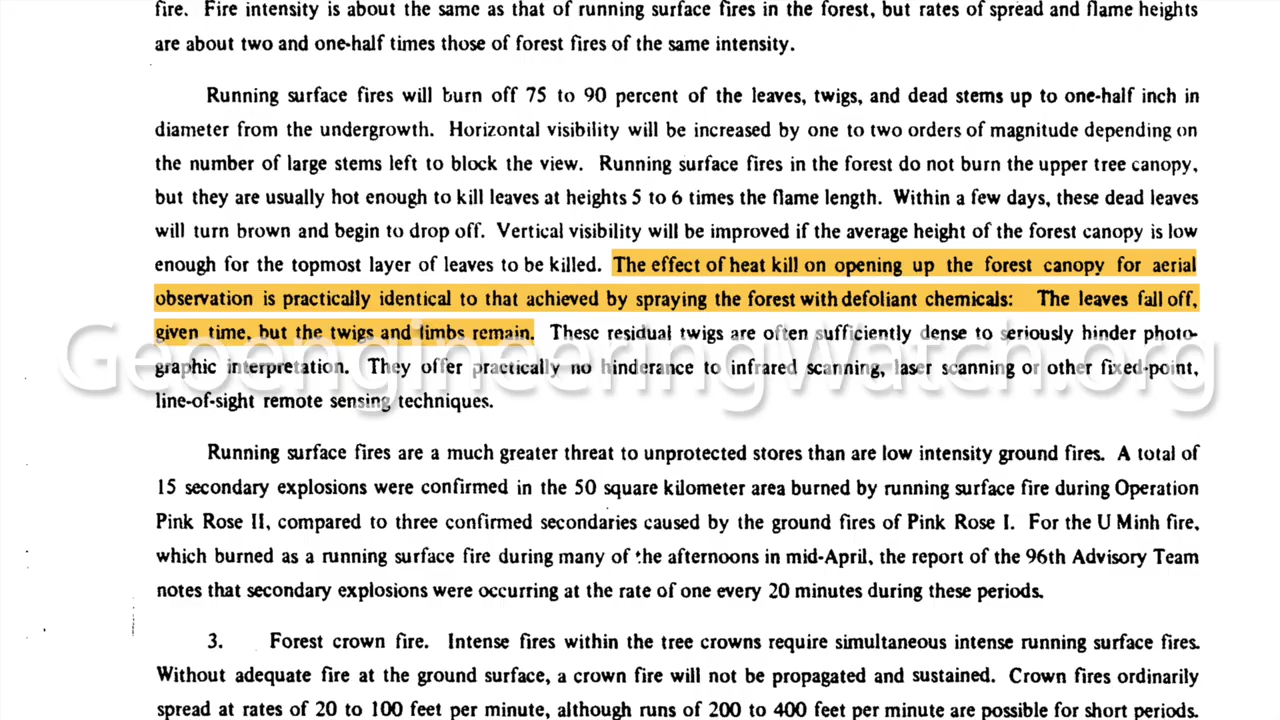 fire. Fire intensity is about the same as that of running surface fires in the forest, but rates of spread and flame heights
are about two and one-half times those of forest fires of the same intensity.
Running surface fires will burn off 75 to 90 percent of the leaves, twigs, and dead stems up to one-half inch in
diameter from the undergrowth. Horizontal visibility will be increased by one to two orders of magnitude depending on
the number of large stems left to block the view. Running surface fires in the forest do not burn the upper tree canopy,
but they are usually hot enough to kill leaves at heights 5 to 6 times the flame length. Within a few days, these dead leaves
will turn brown and begin to drop off. Vertical visibility will be improved if the average height of the forest canopy is low
enough for the topmost layer of leaves to be killed. The effect of heat kill on opening up the forest canopy for aerial
observation is practically identical to that achieved by spraying the forest with defoliant chemicals: The leaves fall off,
given time, but the twigs and limbs remain. These residual twigs are often sufficiently dense to seriously hinder photo-
GeoengineeringWatch.org
graphic interpretation. They offer practically no hinderance to infrared scanning, laser scanning or other fixed-point,
line-of-sight remote sensing techniques.
Running surface fires are a much greater threat to unprotected stores than are low intensity ground fires. A total of
15 secondary explosions were confirmed in the 50 square kilometer area burned by running surface fire during Operation
Pink Rose II, compared to three confirmed secondaries caused by the ground fires of Pink Rose I. For the U Minh fire,
which burned as a running surface fire during many of the afternoons in mid-April, the report of the 96th Advisory Team
notes that secondary explosions were occurring at the rate of one every 20 minutes during these periods.
3. Forest crown fire. Intense fires within the tree crowns require simultaneous intense running surface fires.
Without adequate fire at the ground surface, a crown fire will not be propagated and sustained. Crown fires ordinarily
spread at rates of 20 to 100 feet per minute, although runs of 200 to 400 feet per minute are possible for short periods.